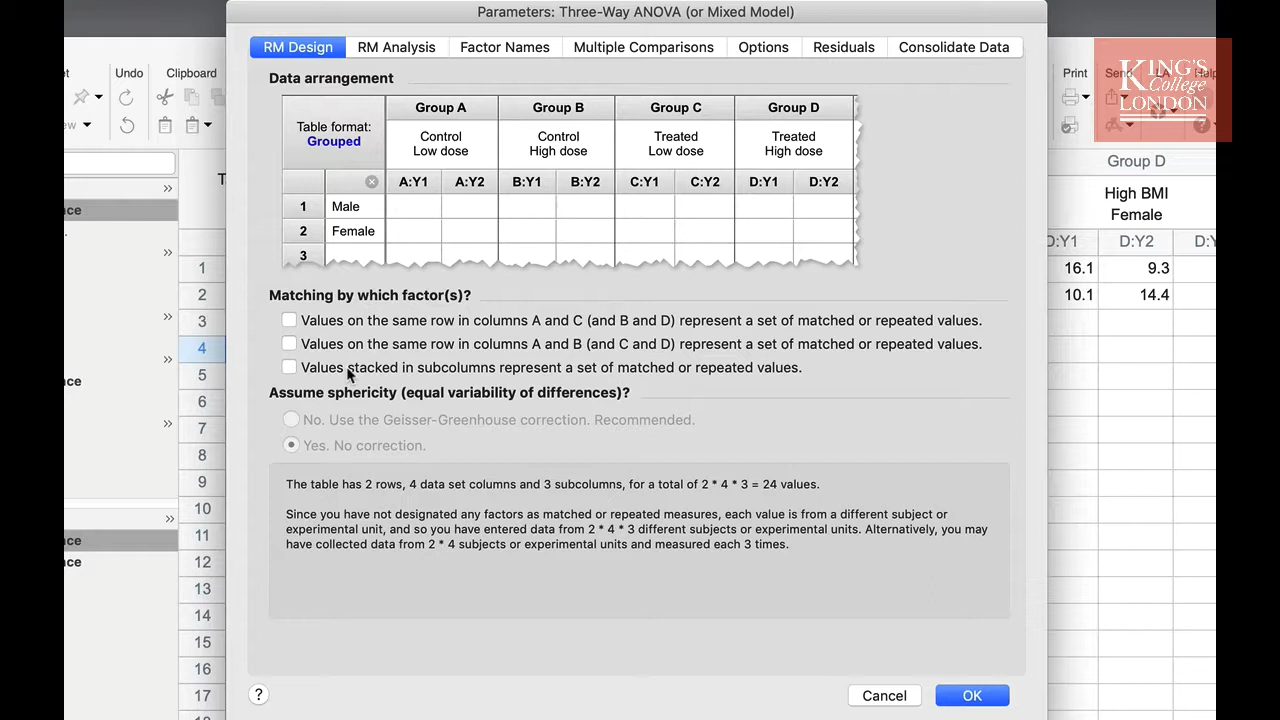 Parameters: Three-Way ANOVA (or Mixed Model)
RM Design
RM Analysis
Factor Names
Multiple Comparisons
Options
Residuals
Consolidate Data
Undo
Clipboard
Print
KING'S
College
LONDON
Data arrangement
Table format:
Grouped
Group A
Group B
Group C
Group D
Control
Low dose
Control
High dose
Treated
Low dose
Treated
High dose
A:Y1
A:Y2
B:Y1
B:Y2
C:Y1
C:Y2
D:Y1
D:Y2
1
Male
2
Female
3
Matching by which factor(s)?
Values on the same row in columns A and C (and B and D) represent a set of matched or repeated values.
Values on the same row in columns A and B (and C and D) represent a set of matched or repeated values.
Values stacked in subcolumns represent a set of matched or repeated values.
Assume sphericity (equal variability of differences)?
No. Use the Geisser-Greenhouse correction. Recommended.
Yes. No correction.
The table has 2 rows, 4 data set columns and 3 subcolumns, for a total of 2 * 4 * 3 = 24 values.
Since you have not designated any factors as matched or repeated measures, each value is from a different subject or
experimental unit, and so you have entered data from 2 * 4 * 3 different subjects or experimental units. Alternatively, you may
have collected data from 2 * 4 subjects or experimental units and measured each 3 times.
?
Cancel
OK
Group D
High BMI
Female
D:Y1
D:Y2
16.1
9.3
10.1
14.4
1
2
3
4
5
6
7
8
9
10
11
12
13
14
15
16
17